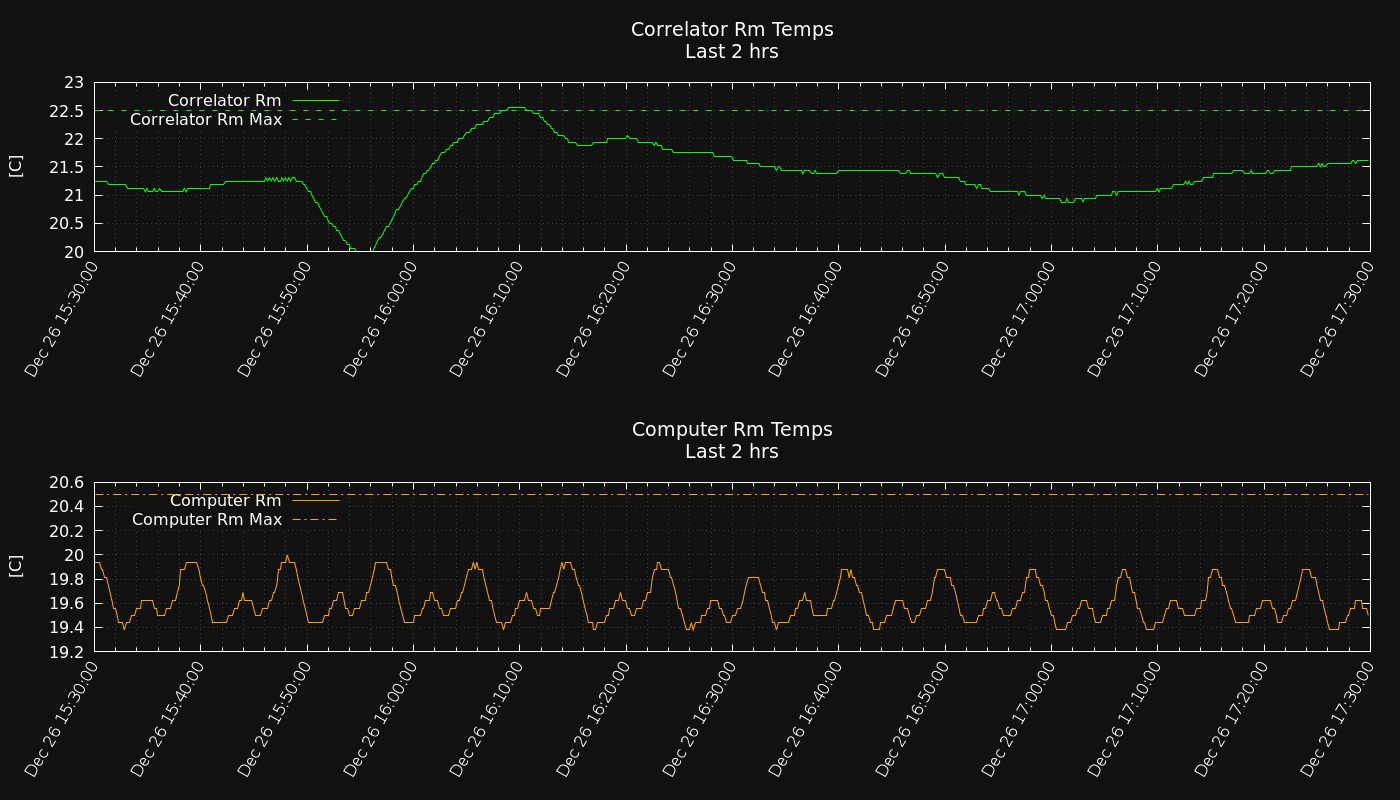 Correlator Rm Temps
Last 2 hrs
[C]
23
22.5
22
21.5
21
20.5
20
Correlator Rm
Correlator Rm Max
Dec 26 15:30:00
Dec 26 15:40:00
Dec 26 15:50:00
Dec 26 16:00:00
Dec 26 16:10:00
Dec 26 16:20:00
Dec 26 16:30:00
Dec 26 16:40:00
Dec 26 16:50:00
Dec 26 17:00:00
Dec 26 17:10:00
Dec 26 17:20:00
Dec 26 17:30:00
Computer Rm Temps
Last 2 hrs
[C]
20.6
20.4
20.2
20
19.8
19.6
19.4
19.2
Computer Rm
Computer Rm Max
Dec 26 15:30:00
Dec 26 15:40:00
Dec 26 15:50:00
Dec 26 16:00:00
Dec 26 16:10:00
Dec 26 16:20:00
Dec 26 16:30:00
Dec 26 16:40:00
Dec 26 16:50:00
Dec 26 17:00:00
Dec 26 17:10:00
Dec 26 17:20:00
Dec 26 17:30:00